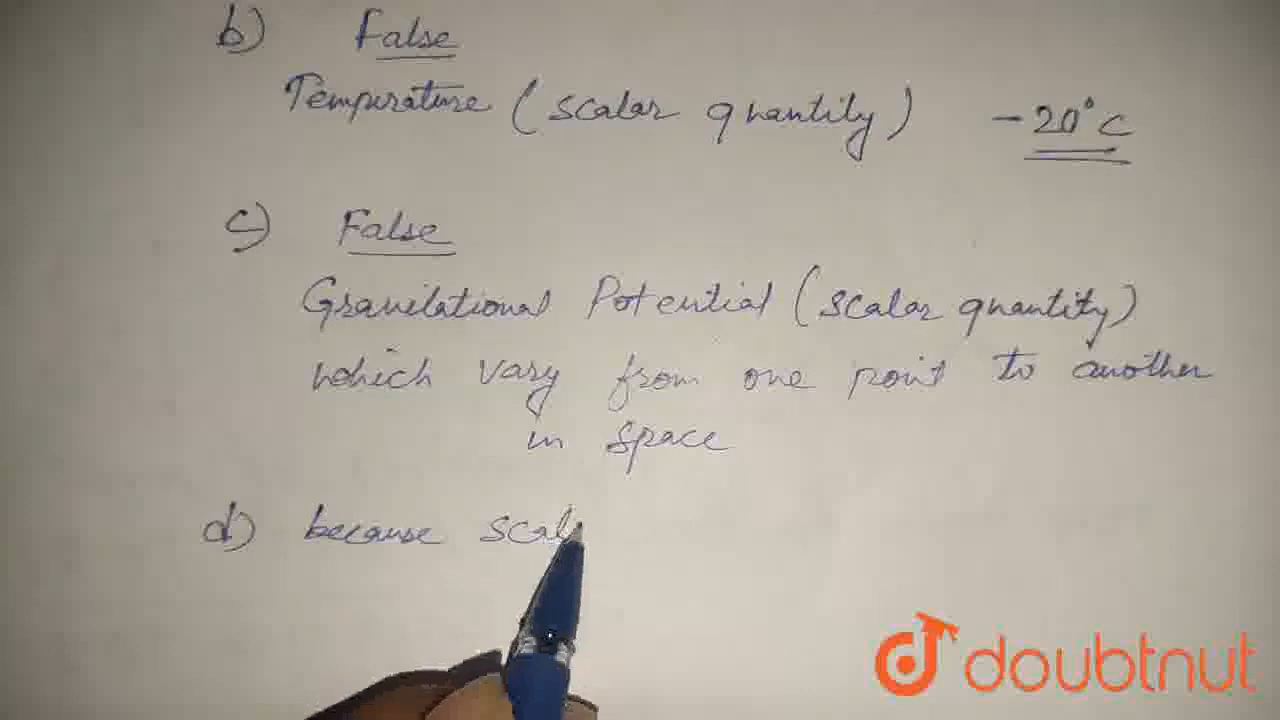 b) False
Temperature (scalar quantity) -20°C
c) False
Gravitational Potential (scalar quantity)
which vary from one point to another
in space
d) because scal
doubtnut